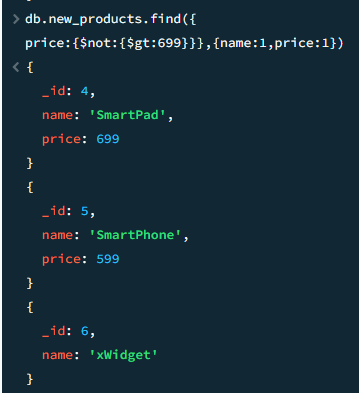 > db.new_products.find({
price:{$not:{$gt:699}}},{name:1,price:1})
< {
_id: 4,
name: 'SmartPad',
price: 699
}
{
_id: 5,
name: 'SmartPhone',
price: 599
}
{
_id: 6,
name: 'xWidget'
}